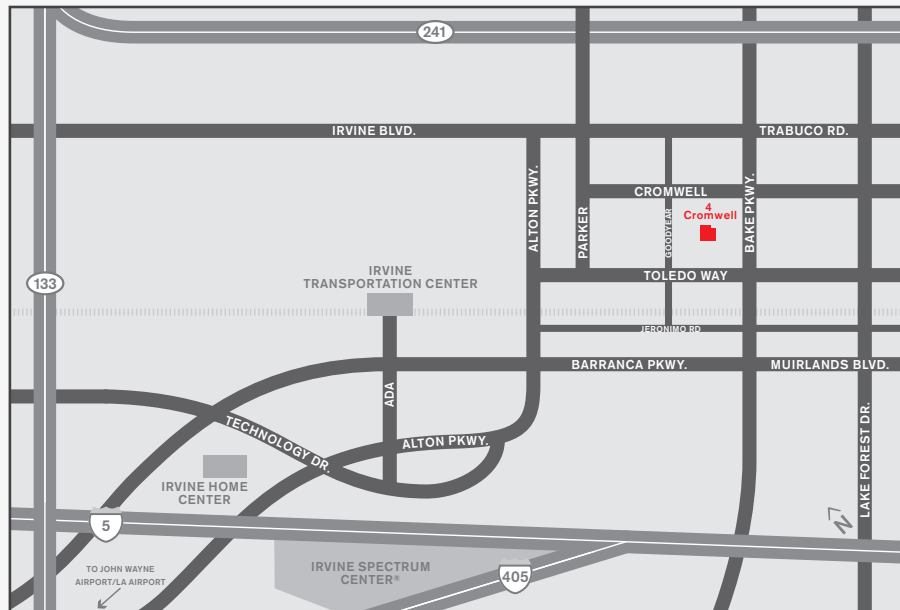 241
IRVINE BLVD.
TRABUCO RD.
ALTON PKWY.
PARKER
CROMWELL
GOODYEAR
4
Cromwell
BAKE PKWY.
IRVINE
TRANSPORTATION CENTER
TOLEDO WAY
133
JERONIMO RD
BARRANCA PKWY.
MUIRLANDS BLVD.
ADA
TECHNOLOGY DR.
ALTON PKWY.
LAKE FOREST DR.
IRVINE HOME
CENTER
N
5
IRVINE SPECTRUM
CENTER®
405
TO JOHN WAYNE
AIRPORT/LA AIRPORT